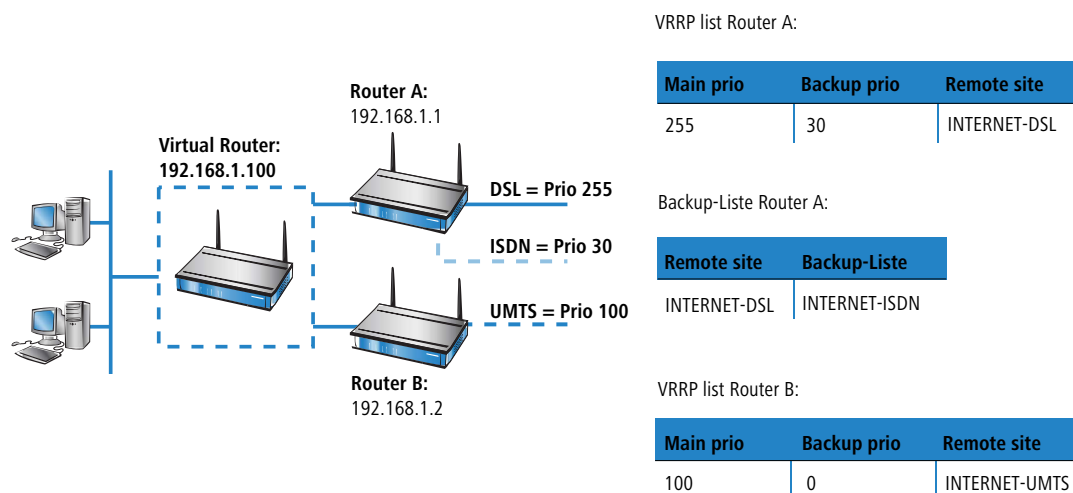 Router A:
192.168.1.1
Virtual Router:
192.168.1.100
DSL = Prio 255
ISDN = Prio 30
UMTS = Prio 100
Router B:
192.168.1.2
VRRP list Router A:
Main prio Backup prio Remote site
255 30 INTERNET-DSL
Backup-Liste Router A:
Remote site Backup-Liste
INTERNET-DSL INTERNET-ISDN
VRRP list Router B:
Main prio Backup prio Remote site
100 0 INTERNET-UMTS